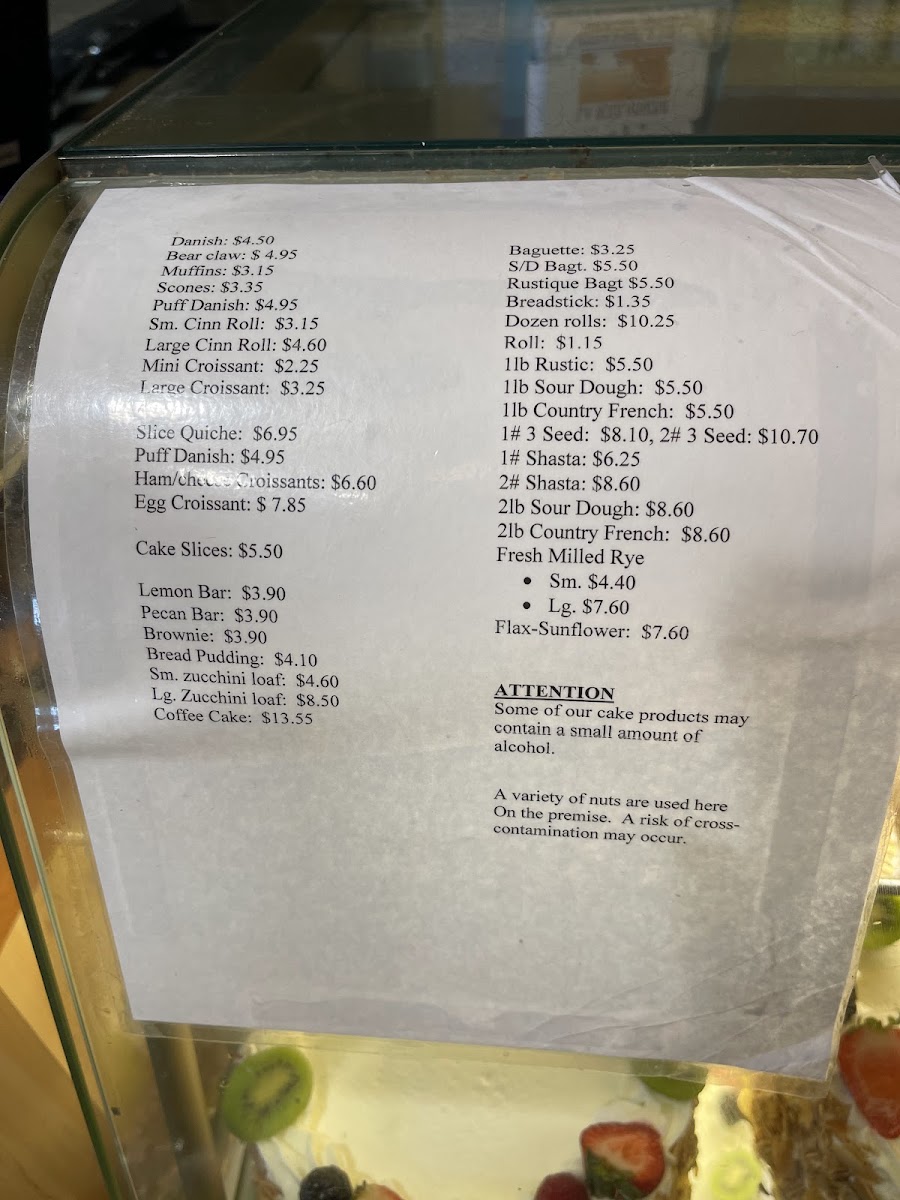 Danish: $4.50
Bear claw: $ 4.95
Muffins: $3.15
Scones: $3.35
Puff Danish: $4.95
Sm. Cinn Roll: $3.15
Large Cinn Roll: $4.60
Mini Croissant: $2.25
Large Croissant: $3.25
Slice Quiche: $6.95
Puff Danish: $4.95
Ham/cheese Croissants: $6.60
Egg Croissant: $ 7.85
Cake Slices: $5.50
Lemon Bar: $3.90
Pecan Bar: $3.90
Brownie: $3.90
Bread Pudding: $4.10
Sm. zucchini loaf: $4.60
Lg. Zucchini loaf: $8.50
Coffee Cake: $13.55
Baguette: $3.25
S/D Bagt. $5.50
Rustique Bagt $5.50
Breadstick: $1.35
Dozen rolls: $10.25
Roll: $1.15
1lb Rustic: $5.50
1lb Sour Dough: $5.50
1lb Country French: $5.50
1# 3 Seed: $8.10, 2# 3 Seed: $10.70
1# Shasta: $6.25
2# Shasta: $8.60
2lb Sour Dough: $8.60
2lb Country French: $8.60
Fresh Milled Rye
• Sm. $4.40
• Lg. $7.60
Flax-Sunflower: $7.60
ATTENTION
Some of our cake products may
contain a small amount of
alcohol.
A variety of nuts are used here
On the premise. A risk of cross-
contamination may occur.